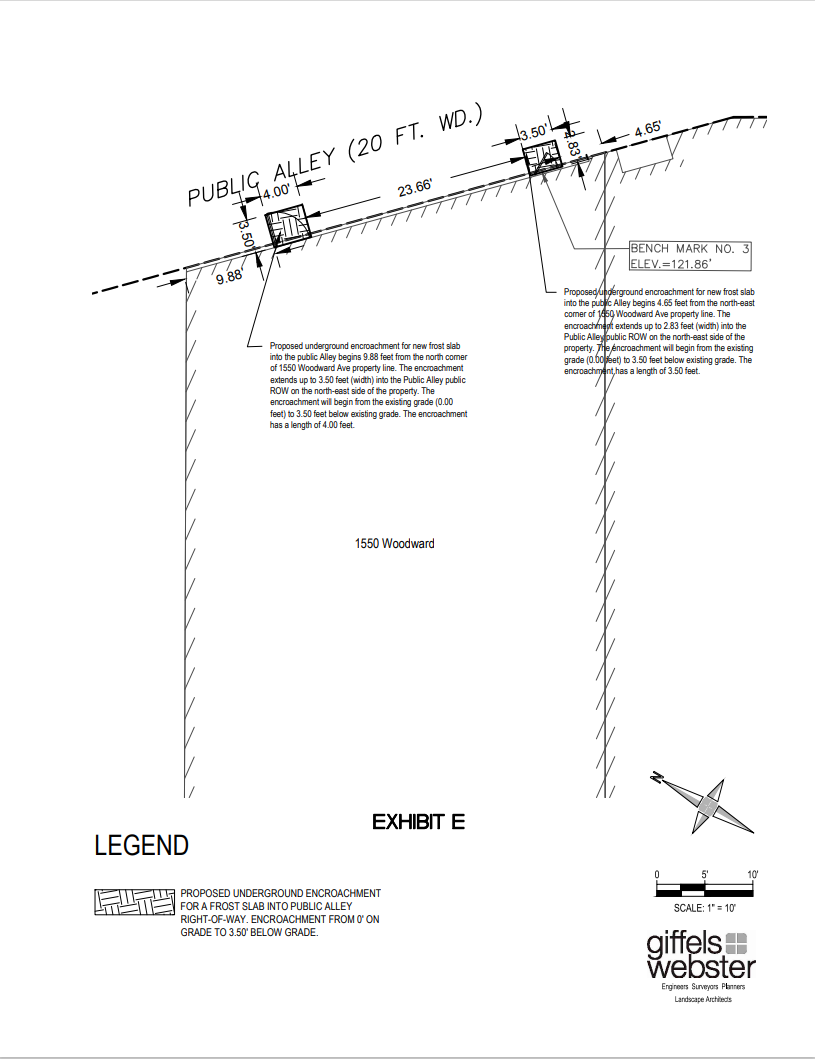 PUBLIC ALLEY (20 FT. WD.)
3.50'
2.83'
4.65'
4.00'
23.66'
3.50'
9.88'
BENCH MARK NO. 3
ELEV.=121.86'
Proposed underground encroachment for new frost slab
into the public Alley begins 4.65 feet from the north-east
corner of 1550 Woodward Ave property line. The
encroachment extends up to 2.83 feet (width) into the
Public Alley public ROW on the north-east side of the
property. The encroachment will begin from the existing
grade (0.00 feet) to 3.50 feet below existing grade. The
encroachment has a length of 3.50 feet.
Proposed underground encroachment for new frost slab
into the public Alley begins 9.88 feet from the north corner
of 1550 Woodward Ave property line. The encroachment
extends up to 3.50 feet (width) into the Public Alley public
ROW on the north-east side of the property. The
encroachment will begin from the existing grade (0.00
feet) to 3.50 feet below existing grade. The encroachment
has a length of 4.00 feet.
1550 Woodward
N
EXHIBIT E
LEGEND
PROPOSED UNDERGROUND ENCROACHMENT
FOR A FROST SLAB INTO PUBLIC ALLEY
RIGHT-OF-WAY. ENCROACHMENT FROM 0' ON
GRADE TO 3.50' BELOW GRADE.
0 5' 10'
SCALE: 1" = 10'
giffels
webster
Engineers Surveyors Planners
Landscape Architects